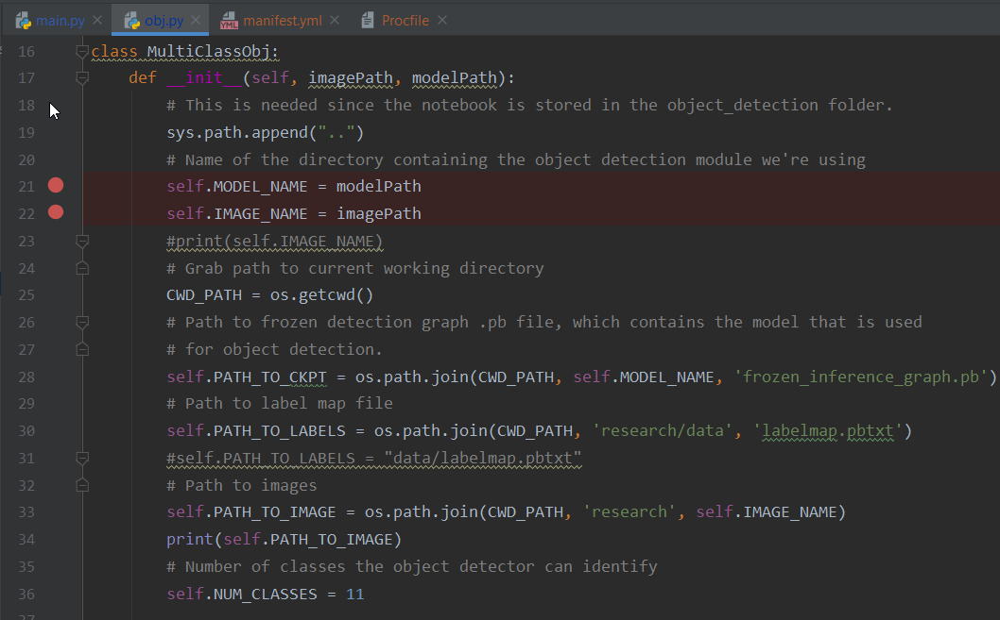 main.py
obj.py
manifest.yml
Procfile
16 class MultiClassObj:
17 def __init__(self, imagePath, modelPath):
18 # This is needed since the notebook is stored in the object_detection folder.
19 sys.path.append("..")
20 # Name of the directory containing the object detection module we're using
21 self.MODEL_NAME = modelPath
22 self.IMAGE_NAME = imagePath
23 #print(self.IMAGE_NAME)
24 # Grab path to current working directory
25 CWD_PATH = os.getcwd()
26 # Path to frozen detection graph .pb file, which contains the model that is used
27 # for object detection.
28 self.PATH_TO_CKPT = os.path.join(CWD_PATH, self.MODEL_NAME, 'frozen_inference_graph.pb')
29 # Path to label map file
30 self.PATH_TO_LABELS = os.path.join(CWD_PATH, 'research/data', 'labelmap.pbtxt')
31 #self.PATH_TO_LABELS = "data/labelmap.pbtxt"
32 # Path to images
33 self.PATH_TO_IMAGE = os.path.join(CWD_PATH, 'research', self.IMAGE_NAME)
34 print(self.PATH_TO_IMAGE)
35 # Number of classes the object detector can identify
36 self.NUM_CLASSES = 11
37